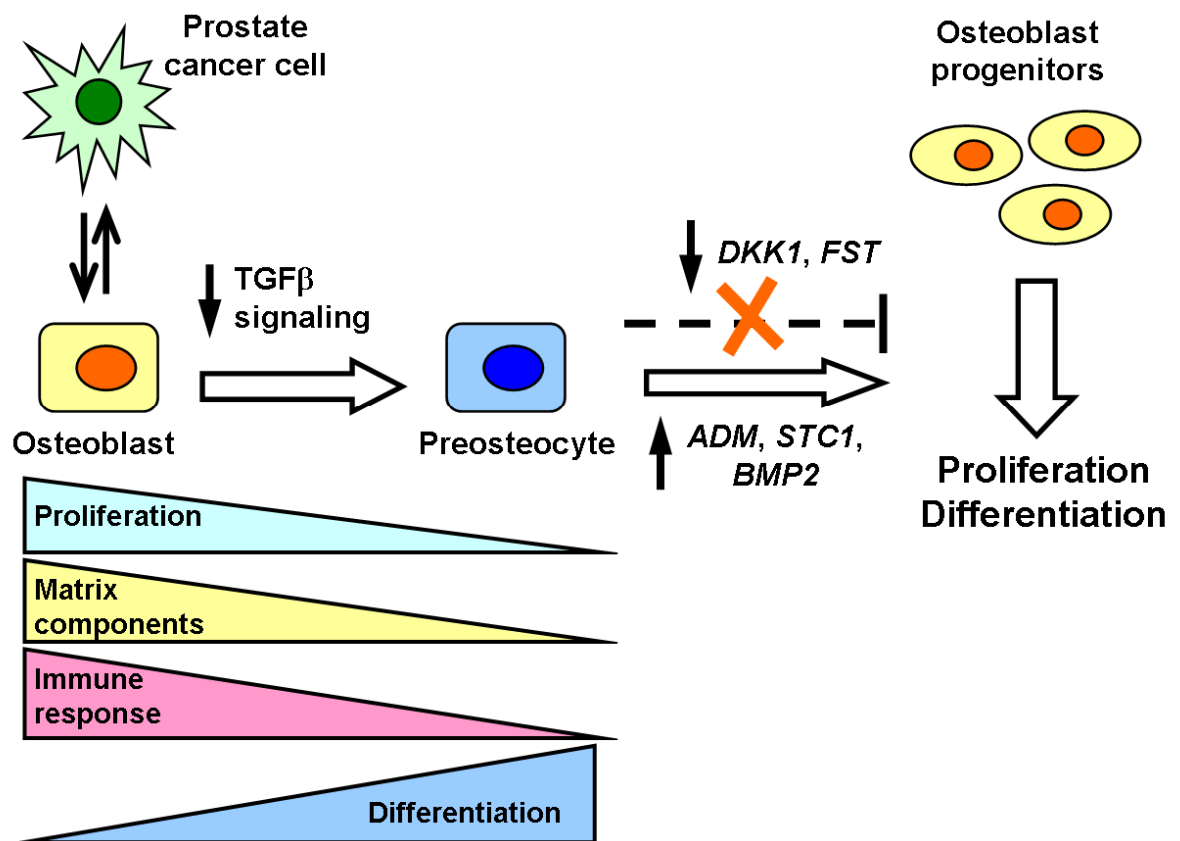 Prostate
cancer cell
Osteoblast
progenitors
DKK1, FST
TGFβ
signaling
Osteoblast
Preosteocyte
ADM, STC1,
BMP2
Proliferation
Differentiation
Proliferation
Matrix
components
Immune
response
Differentiation